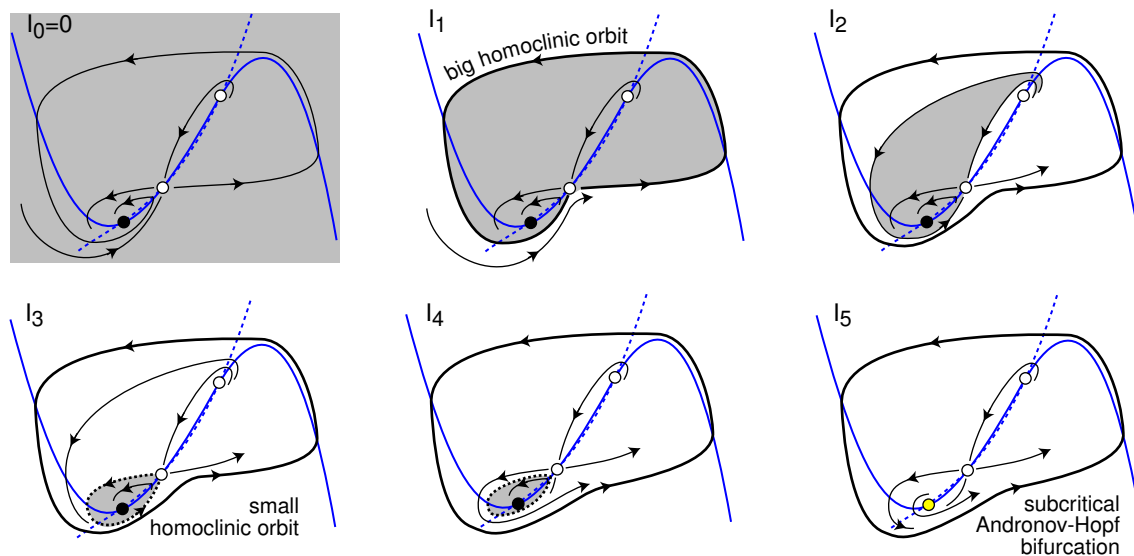 I₀=0
I₁
big homoclinic orbit
I₂
I₃
small
homoclinic orbit
I₄
I₅
subcritical
Andronov-Hopf
bifurcation